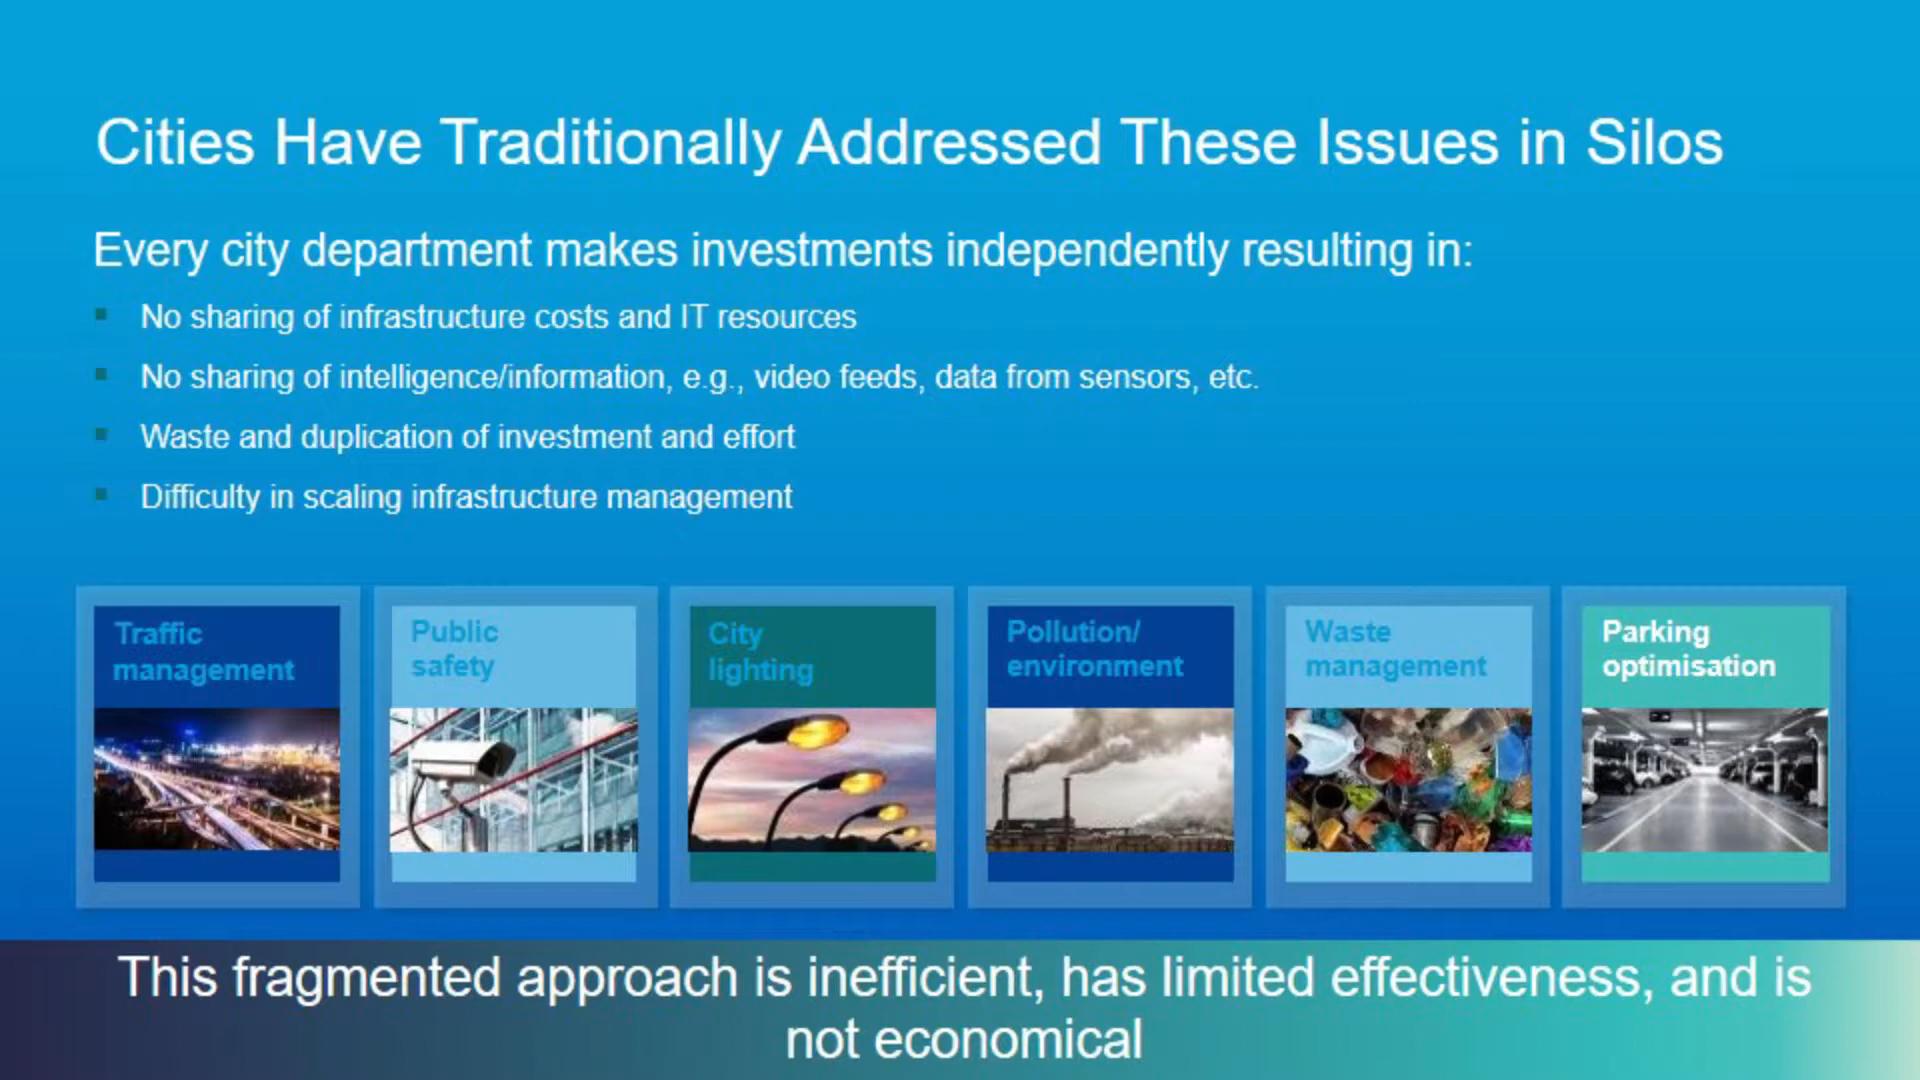 Cities Have Traditionally Addressed These Issues in Silos
Every city department makes investments independently resulting in:
▪ No sharing of infrastructure costs and IT resources
▪ No sharing of intelligence/information, e.g., video feeds, data from sensors, etc.
▪ Waste and duplication of investment and effort
▪ Difficulty in scaling infrastructure management
Traffic
management
Public
safety
City
lighting
Pollution/
environment
Waste
management
Parking
optimisation
This fragmented approach is inefficient, has limited effectiveness, and is
not economical